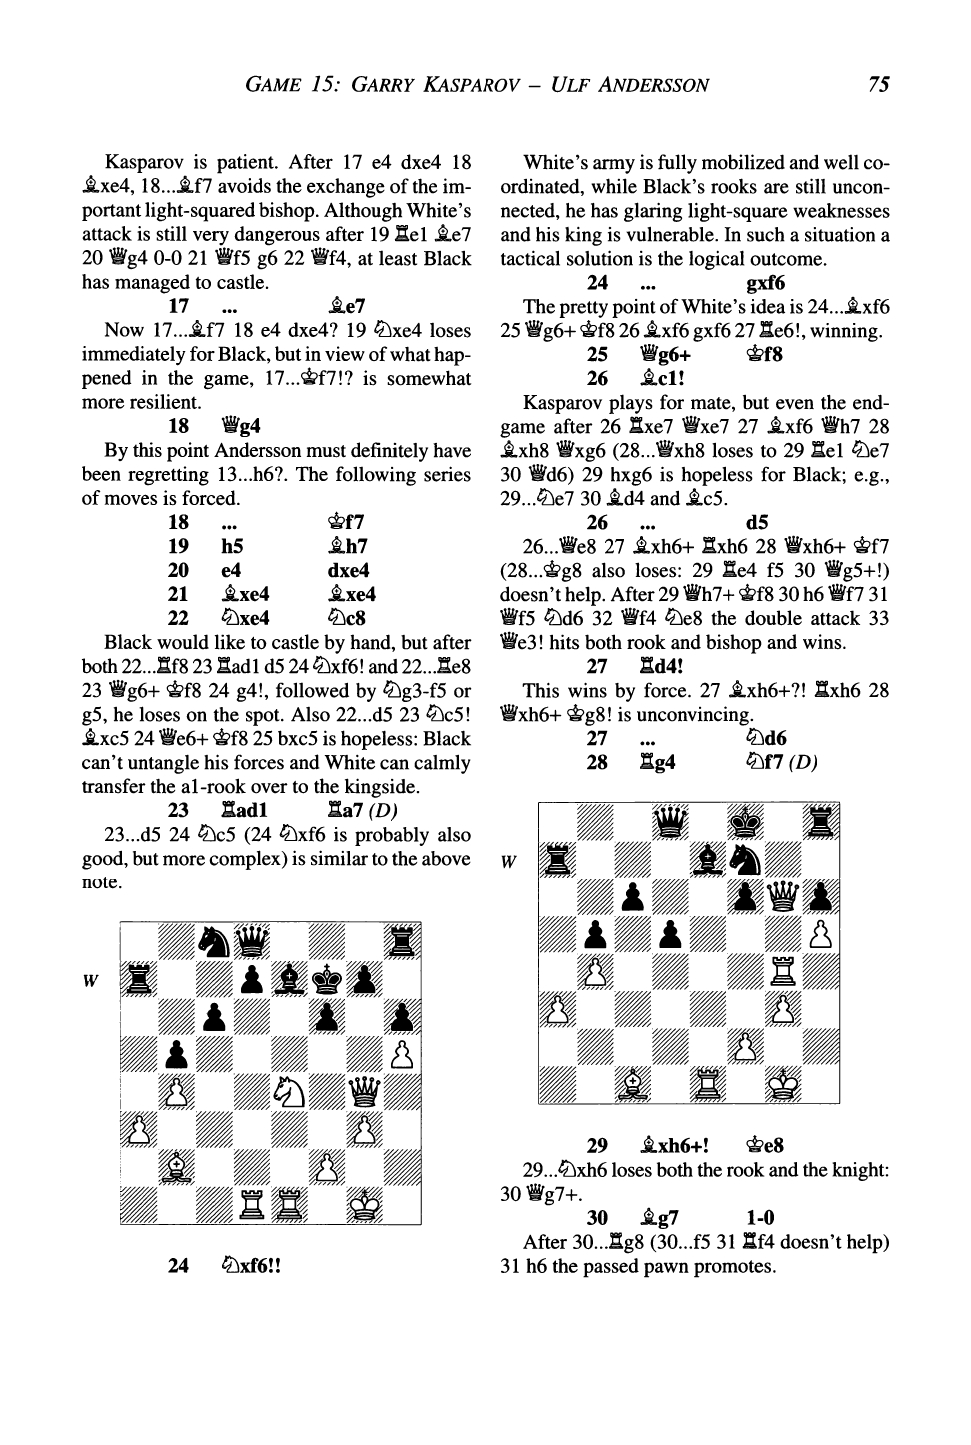 GAME 15: GARRY KASPAROV – ULF ANDERSSON 75
Kasparov is patient. After 17 e4 dxe4 18
♗xe4, 18...♗f7 avoids the exchange of the im-
portant light-squared bishop. Although White's
attack is still very dangerous after 19 ♖e1 ♗e7
20 ♕g4 0-0 21 ♕f5 g6 22 ♕f4, at least Black
has managed to castle.
17 ... ♗e7
Now 17...♗f7 18 e4 dxe4? 19 ♘xe4 loses
immediately for Black, but in view of what hap-
pened in the game, 17...♔f7!? is somewhat
more resilient.
18 ♕g4
By this point Andersson must definitely have
been regretting 13...h6?. The following series
of moves is forced.
18 ... ♔f7
19 h5 ♗h7
20 e4 dxe4
21 ♗xe4 ♗xe4
22 ♘xe4 ♘c8
Black would like to castle by hand, but after
both 22...♖f8 23 ♖ad1 d5 24 ♘xf6! and 22...♖e8
23 ♕g6+ ♔f8 24 g4!, followed by ♘g3-f5 or
g5, he loses on the spot. Also 22...d5 23 ♘c5!
♗xc5 24 ♕e6+ ♔f8 25 bxc5 is hopeless: Black
can't untangle his forces and White can calmly
transfer the a1-rook over to the kingside.
23 ♖ad1 ♖a7 (D)
23...d5 24 ♘c5 (24 ♘xf6 is probably also
good, but more complex) is similar to the above
note.
W
24 ♘xf6!!
White's army is fully mobilized and well co-
ordinated, while Black's rooks are still uncon-
nected, he has glaring light-square weaknesses
and his king is vulnerable. In such a situation a
tactical solution is the logical outcome.
24 ... gxf6
The pretty point of White's idea is 24...♗xf6
25 ♕g6+ ♔f8 26 ♗xf6 gxf6 27 ♖e6!, winning.
25 ♕g6+ ♔f8
26 ♗c1!
Kasparov plays for mate, but even the end-
game after 26 ♖xe7 ♕xe7 27 ♗xf6 ♕h7 28
♗xh8 ♕xg6 (28...♕xh8 loses to 29 ♖e1 ♘e7
30 ♕d6) 29 hxg6 is hopeless for Black; e.g.,
29...♘e7 30 ♗d4 and ♗c5.
26 ... d5
26...♕e8 27 ♗xh6+ ♖xh6 28 ♕xh6+ ♔f7
(28...♔g8 also loses: 29 ♖e4 f5 30 ♕g5+!)
doesn't help. After 29 ♕h7+ ♔f8 30 h6 ♕f7 31
♕f5 ♘d6 32 ♕f4 ♘e8 the double attack 33
♕e3! hits both rook and bishop and wins.
27 ♖d4!
This wins by force. 27 ♗xh6+?! ♖xh6 28
♕xh6+ ♔g8! is unconvincing.
27 ... ♘d6
28 ♖g4 ♘f7 (D)
W
29 ♗xh6+! ♔e8
29...♘xh6 loses both the rook and the knight:
30 ♕g7+.
30 ♗g7 1-0
After 30...♖g8 (30...f5 31 ♖f4 doesn't help)
31 h6 the passed pawn promotes.